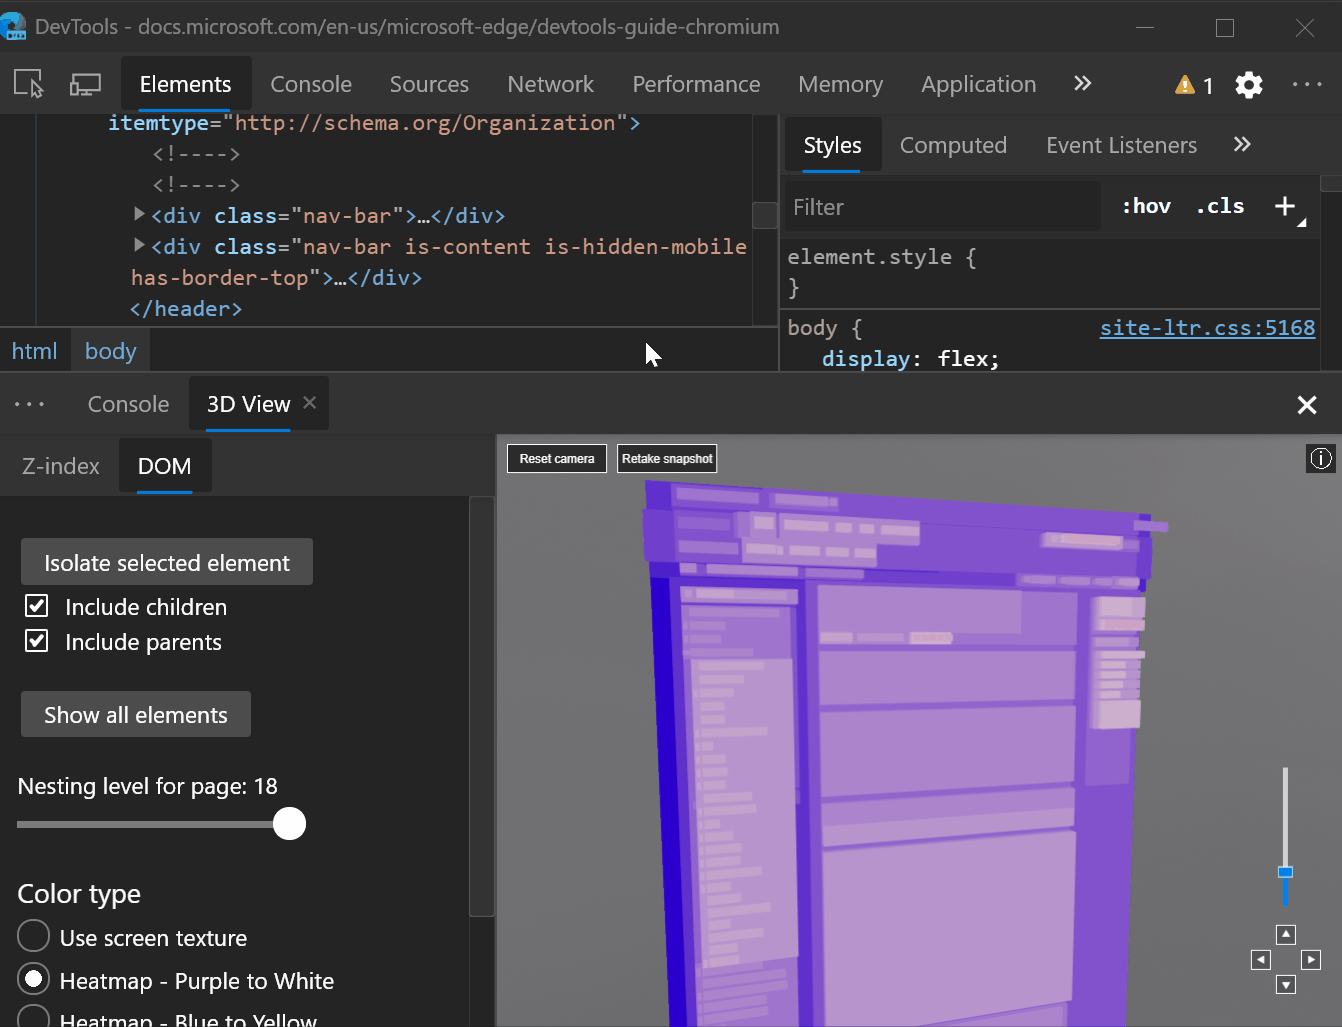 DevTools - docs.microsoft.com/en-us/microsoft-edge/devtools-guide-chromium
Elements Console Sources Network Performance Memory Application » 1 ···
itemtype="http://schema.org/Organization">
<!---->
<!---->
<div class="nav-bar">…</div>
<div class="nav-bar is-content is-hidden-mobile
has-border-top">…</div>
</header>
html body
Styles Computed Event Listeners »
Filter :hov .cls +
element.style {
}
body { site-ltr.css:5168
display: flex;
··· Console 3D View ×
Z-index DOM
Isolate selected element
Include children
Include parents
Show all elements
Nesting level for page: 18
Color type
Use screen texture
Heatmap - Purple to White
Heatmap - Blue to Yellow
Reset camera Retake snapshot